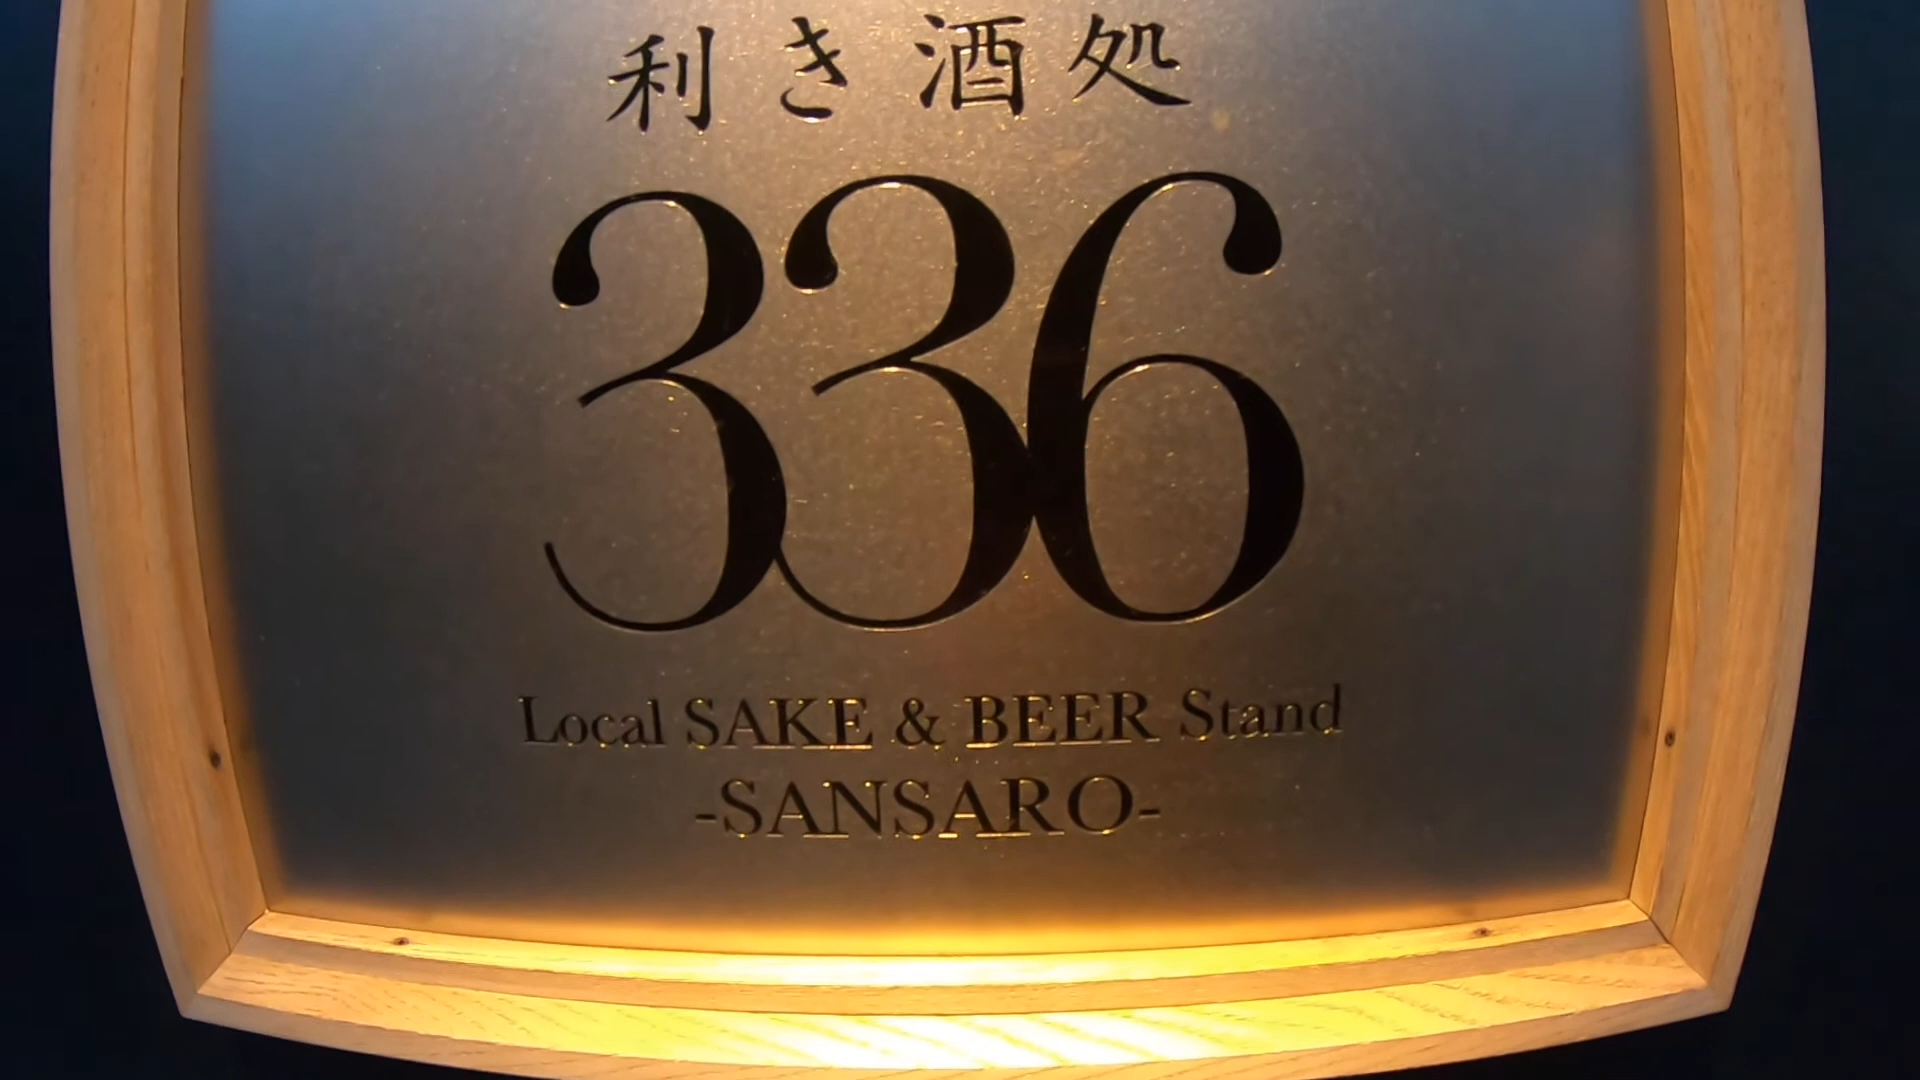 利き酒処
336
Local SAKE & BEER Stand
-SANSARO-